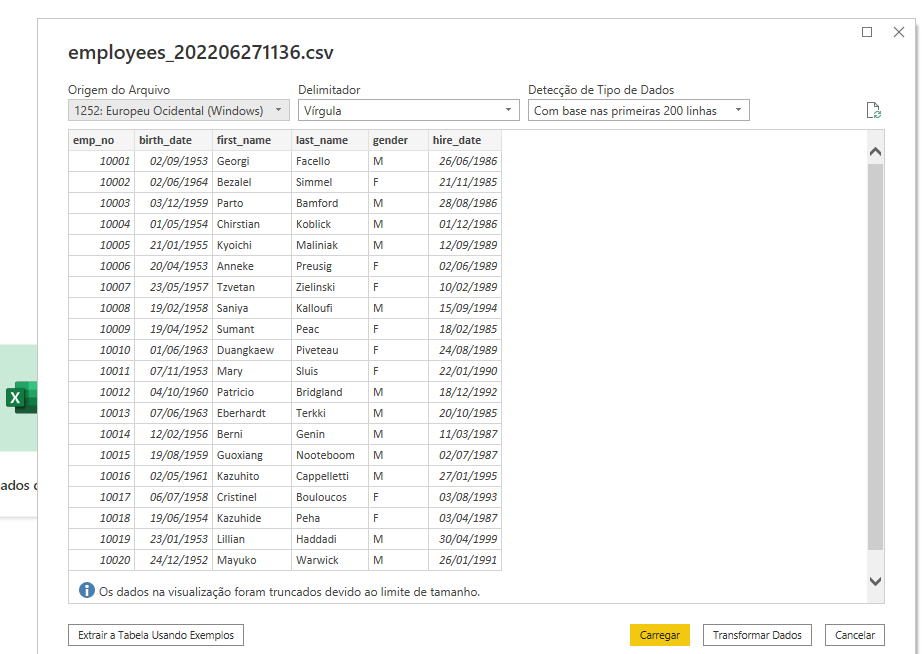 employees_202206271136.csv
Origem do Arquivo Delimitador Detecção de Tipo de Dados
1252: Europeu Ocidental (Windows) Vírgula Com base nas primeiras 200 linhas
emp_no birth_date first_name last_name gender hire_date
10001 02/09/1953 Georgi Facello M 26/06/1986
10002 02/06/1964 Bezalel Simmel F 21/11/1985
10003 03/12/1959 Parto Bamford M 28/08/1986
10004 01/05/1954 Chirstian Koblick M 01/12/1986
10005 21/01/1955 Kyoichi Maliniak M 12/09/1989
10006 20/04/1953 Anneke Preusig F 02/06/1989
10007 23/05/1957 Tzvetan Zielinski F 10/02/1989
10008 19/02/1958 Saniya Kalloufi M 15/09/1994
10009 19/04/1952 Sumant Peac F 18/02/1985
10010 01/06/1963 Duangkaew Piveteau F 24/08/1989
10011 07/11/1953 Mary Sluis F 22/01/1990
10012 04/10/1960 Patricio Bridgland M 18/12/1992
10013 07/06/1963 Eberhardt Terkki M 20/10/1985
10014 12/02/1956 Berni Genin M 11/03/1987
10015 19/08/1959 Guoxiang Nooteboom M 02/07/1987
10016 02/05/1961 Kazuhito Cappelletti M 27/01/1995
10017 06/07/1958 Cristinel Bouloucos F 03/08/1993
10018 19/06/1954 Kazuhide Peha F 03/04/1987
10019 23/01/1953 Lillian Haddadi M 30/04/1999
10020 24/12/1952 Mayuko Warwick M 26/01/1991
X
ados
Os dados na visualização foram truncados devido ao limite de tamanho.
Extrair a Tabela Usando Exemplos Carregar Transformar Dados Cancelar